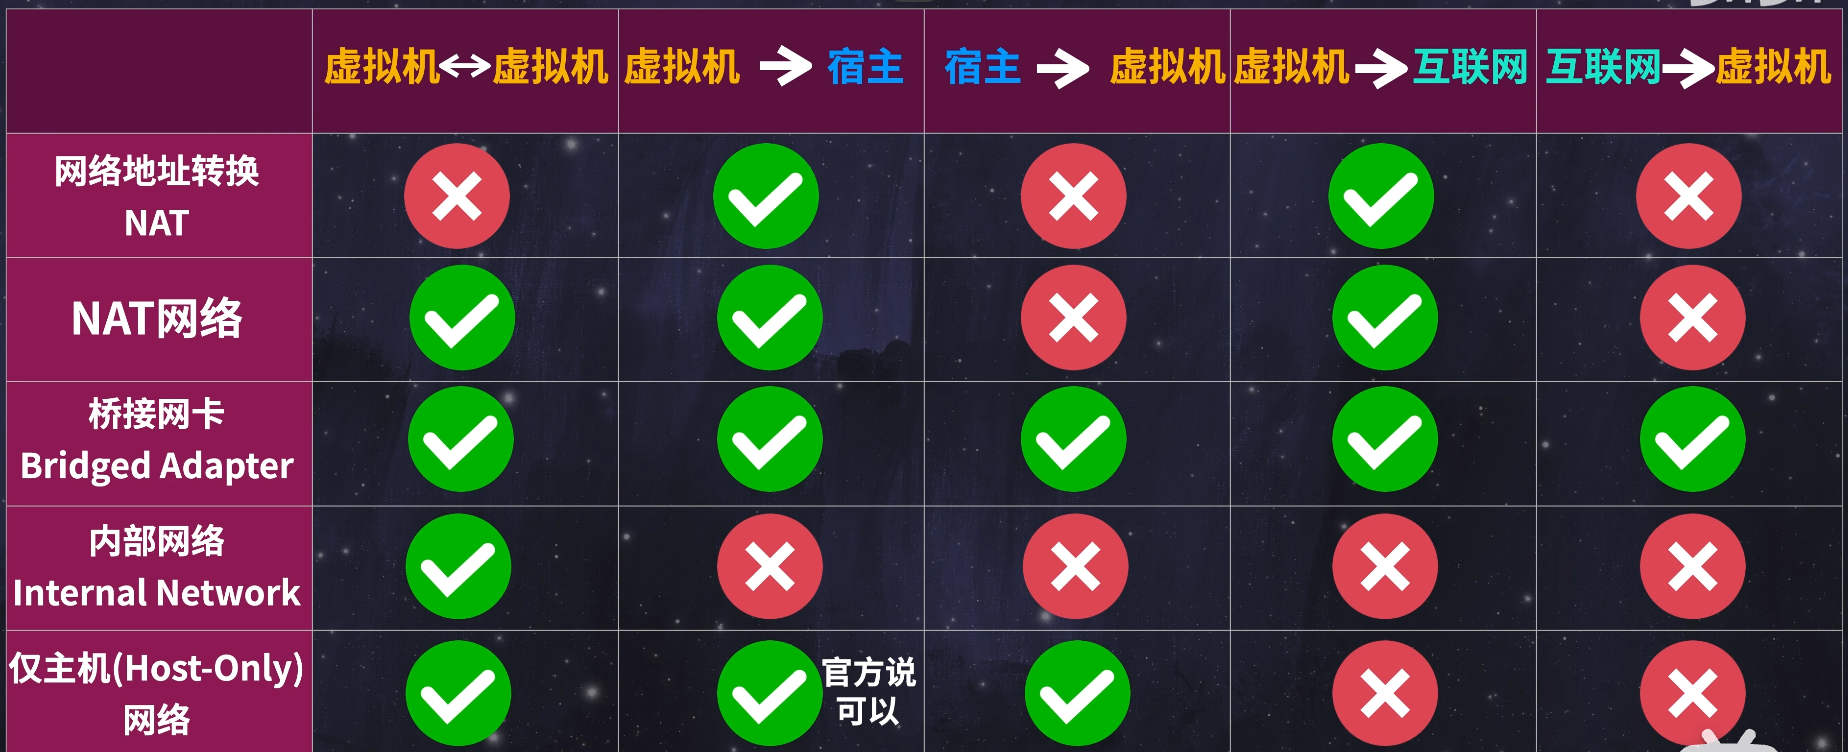 虚拟机↔虚拟机
虚拟机 → 宿主
宿主 → 虚拟机
虚拟机→互联网
互联网→虚拟机
网络地址转换
NAT
NAT网络
桥接网卡
Bridged Adapter
内部网络
Internal Network
仅主机(Host-Only)
网络
官方说
可以